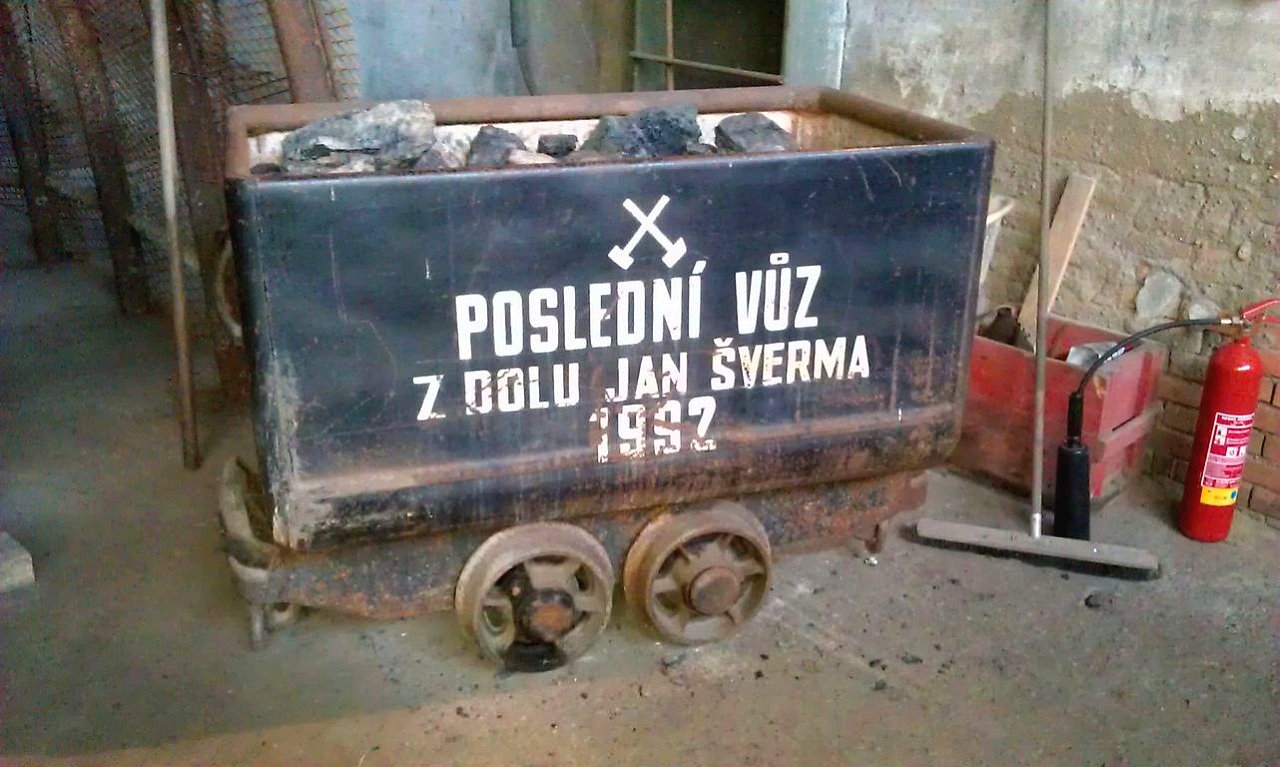 POSLEDNÍ VŮZ
Z DOLU JAN ŠVERMA
1992